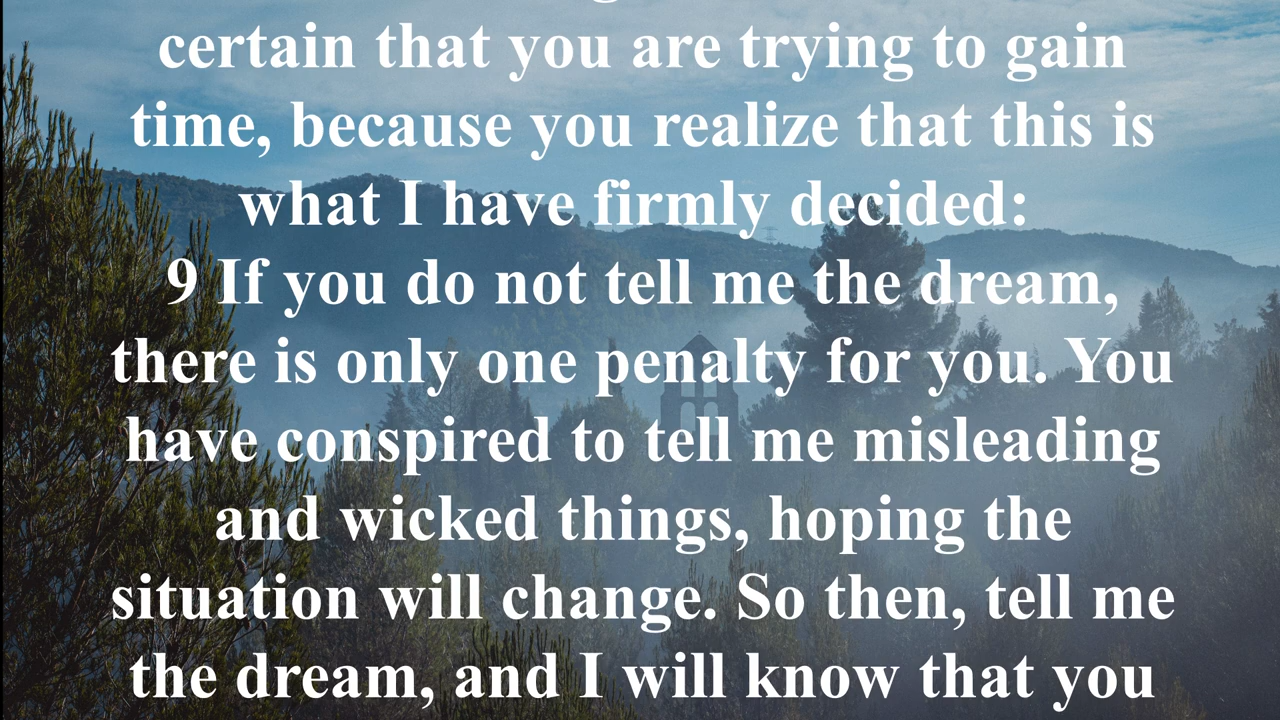 certain that you are trying to gain
time, because you realize that this is
what I have firmly decided:
9 If you do not tell me the dream,
there is only one penalty for you. You
have conspired to tell me misleading
and wicked things, hoping the
situation will change. So then, tell me
the dream, and I will know that you